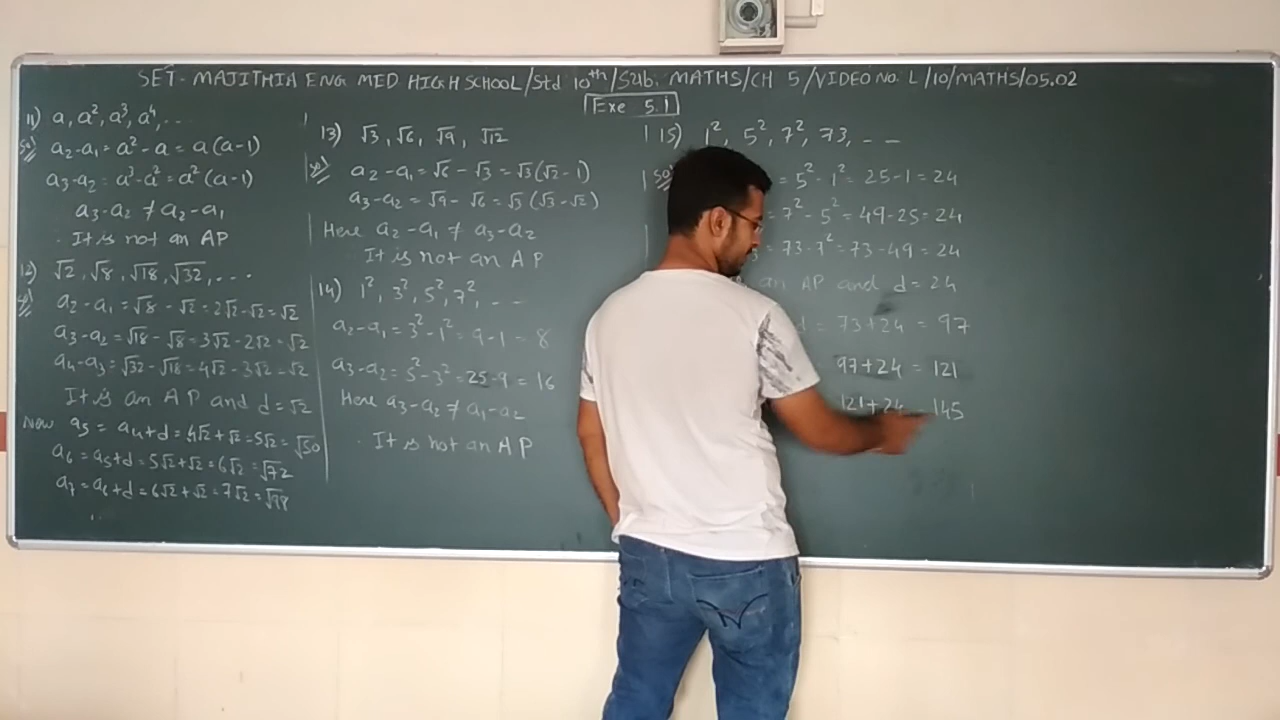 SET- MAJITHIA ENG MED HIGH SCHOOL/Std 10th/Sub. MATHS/CH 5/VIDEO NO. L/10/MATHS/05.02
Exe 5.1
11) a, a², a³, a⁴, ...
Sol a₂-a₁ = a² - a = a(a-1)
a₃-a₂ = a³-a² = a²(a-1)
a₃-a₂ ≠ a₂-a₁
. It is not an AP
12) √2, √8, √18, √32, ...
Sol a₂-a₁ = √8 - √2 = 2√2-√2 = √2
a₃-a₂ = √18 - √8 = 3√2-2√2 = √2
a₄-a₃ = √32-√18 = 4√2-3√2 = √2
It is an AP and d = √2
Now a₅ = a₄+d = 4√2+√2 = 5√2 = √50
a₆ = a₅+d = 5√2+√2 = 6√2 = √72
a₇ = a₆+d = 6√2+√2 = 7√2 = √98
13) √3, √6, √9, √12
Sol a₂-a₁ = √6 - √3 = √3(√2-1)
a₃-a₂ = √9 - √6 = √3(√3-√2)
Here a₂-a₁ ≠ a₃-a₂
It is not an AP
14) 1², 3², 5², 7², ...
a₂-a₁ = 3²-1² = 9-1 = 8
a₃-a₂ = 5²-3² = 25-9 = 16
Here a₃-a₂ ≠ a₁-a₂
. It is not an AP
15) 1², 5², 7², 73, - -
Sol = 5²-1² = 25-1 = 24
= 7²-5² = 49-25 = 24
= 73-7² = 73-49 = 24
an AP and d = 24
d = 73+24 = 97
97+24 = 121
121+24 145